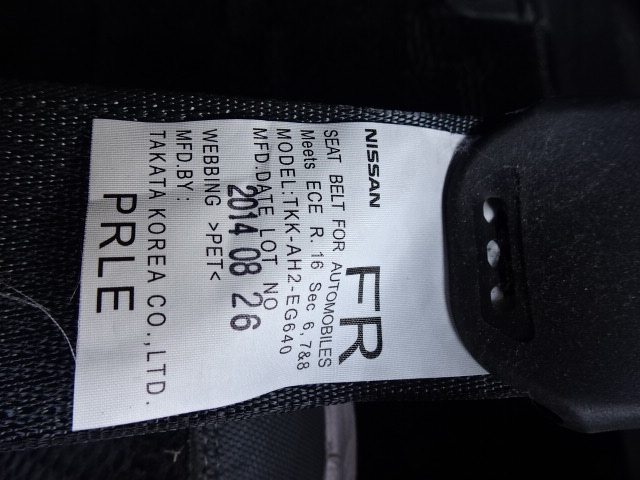 NISSAN
FR
SEAT BELT FOR AUTOMOBILES
Meets ECE R. 16 Sec 6,7&8
MODEL:TKK-AH2-EG640
MFD.DATE LOT NO
2014 08 26
WEBBING >PET<
MFD.BY:
TAKATA KOREA CO.,LTD.
PRLE